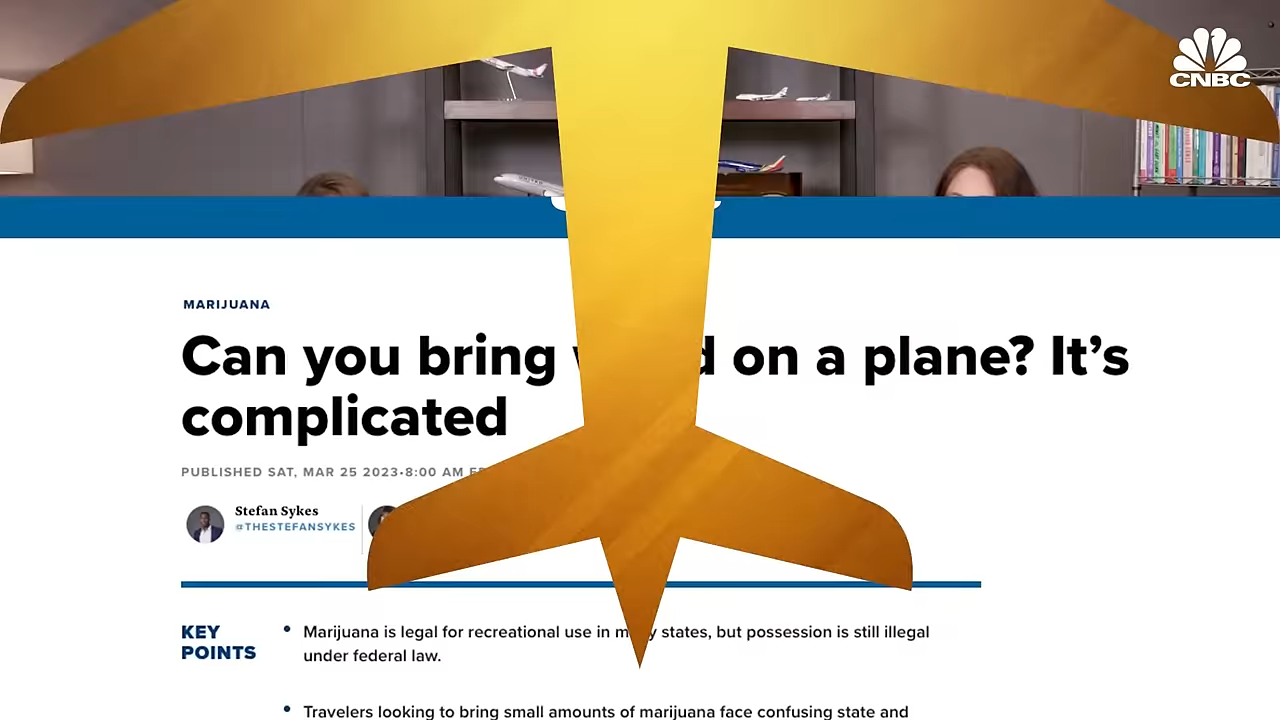 CNBC
MARIJUANA
Can you bring on a plane? It’s
complicated
PUBLISHED SAT, MAR 25 2023•8:00 AM
Stefan Sykes
@THESTEFANSYKES
KEY
POINTS
• Marijuana is legal for recreational use in states, but possession is still illegal
under federal law.
• Travelers looking to bring small amounts of marijuana face confusing state and